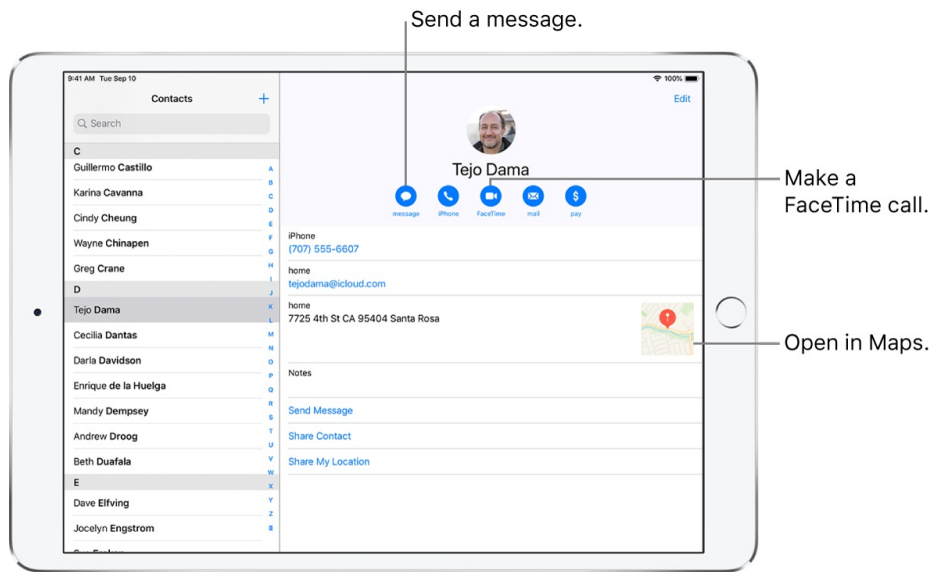 Send a message.
9:41 AM Tue Sep 10
100%
Contacts
+
Edit
Search
Tejo Dama
message
iPhone
FaceTime
mail
pay
Make a
FaceTime call.
C
Guillermo Castillo
Karina Cavanna
Cindy Cheung
Wayne Chinapen
Greg Crane
D
Tejo Dama
Cecilia Dantas
Darla Davidson
Enrique de la Huelga
Mandy Dempsey
Andrew Droog
Beth Duafala
E
Dave Elfving
Jocelyn Engstrom
A
B
C
D
E
F
G
H
I
J
K
L
M
N
O
P
Q
R
S
T
U
V
W
X
Y
Z
#
iPhone
(707) 555-6607
home
tejodama@icloud.com
home
7725 4th St CA 95404 Santa Rosa
Open in Maps.
Notes
Send Message
Share Contact
Share My Location